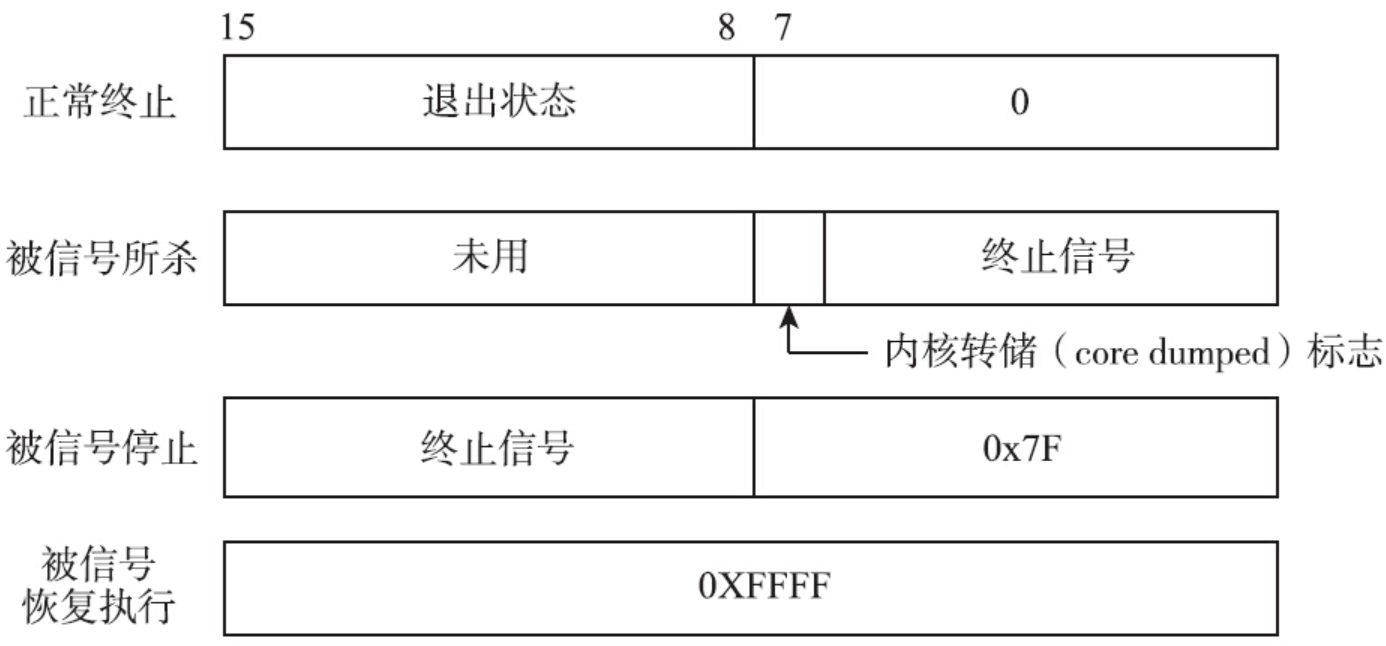 15 8 7
正常终止 退出状态 0
被信号所杀 未用 终止信号
内核转储（core dumped）标志
被信号停止 终止信号 0x7F
被信号
恢复执行
0XFFFF